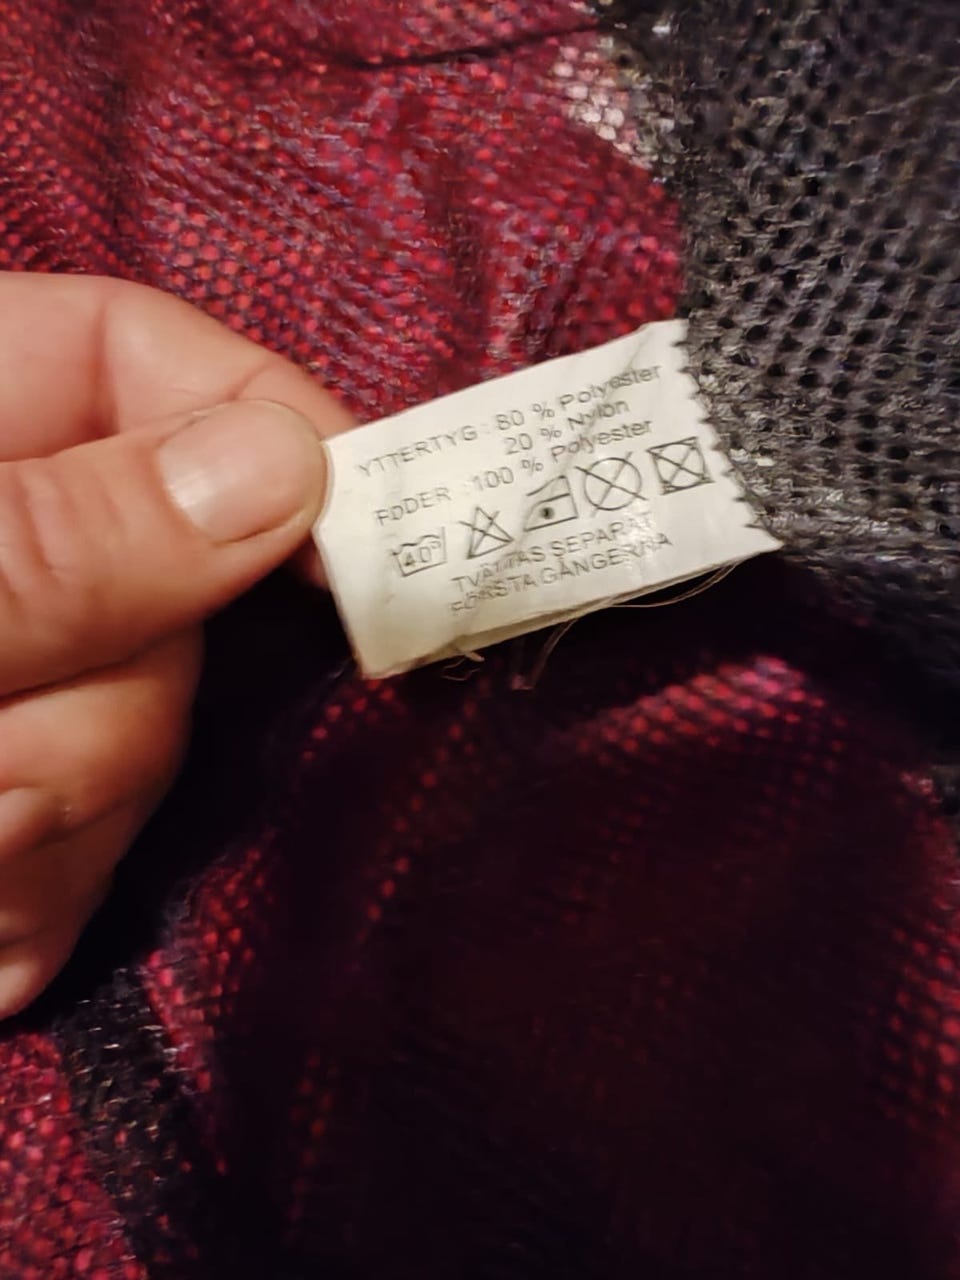 YTTERTYG : 80 % Polyester
20 % Nylon
FODER : 100 % Polyester
40°
TVÄTTAS SEPARAT
FÖRSTA GÅNGERNA